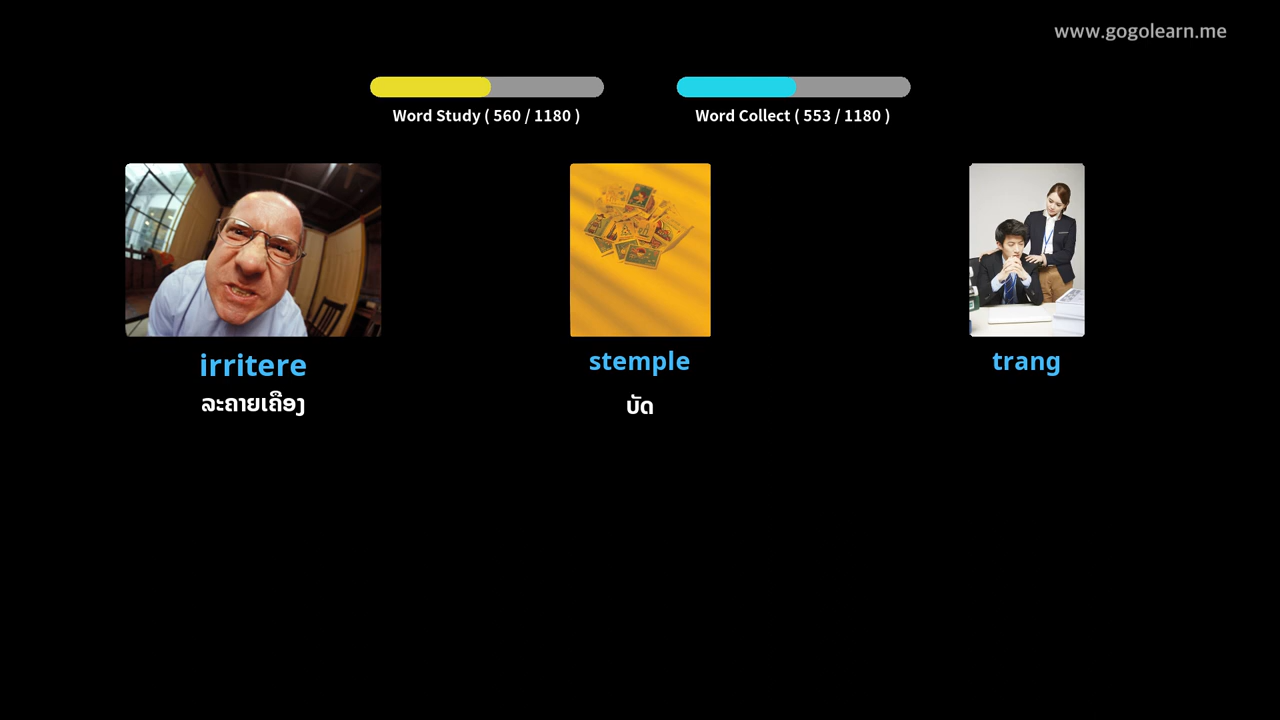 www.gogolearn.me
Word Study ( 560 / 1180 )
Word Collect ( 553 / 1180 )
irritere
stemple
trang
ລະຄາຍເຄືອງ
ບັດ